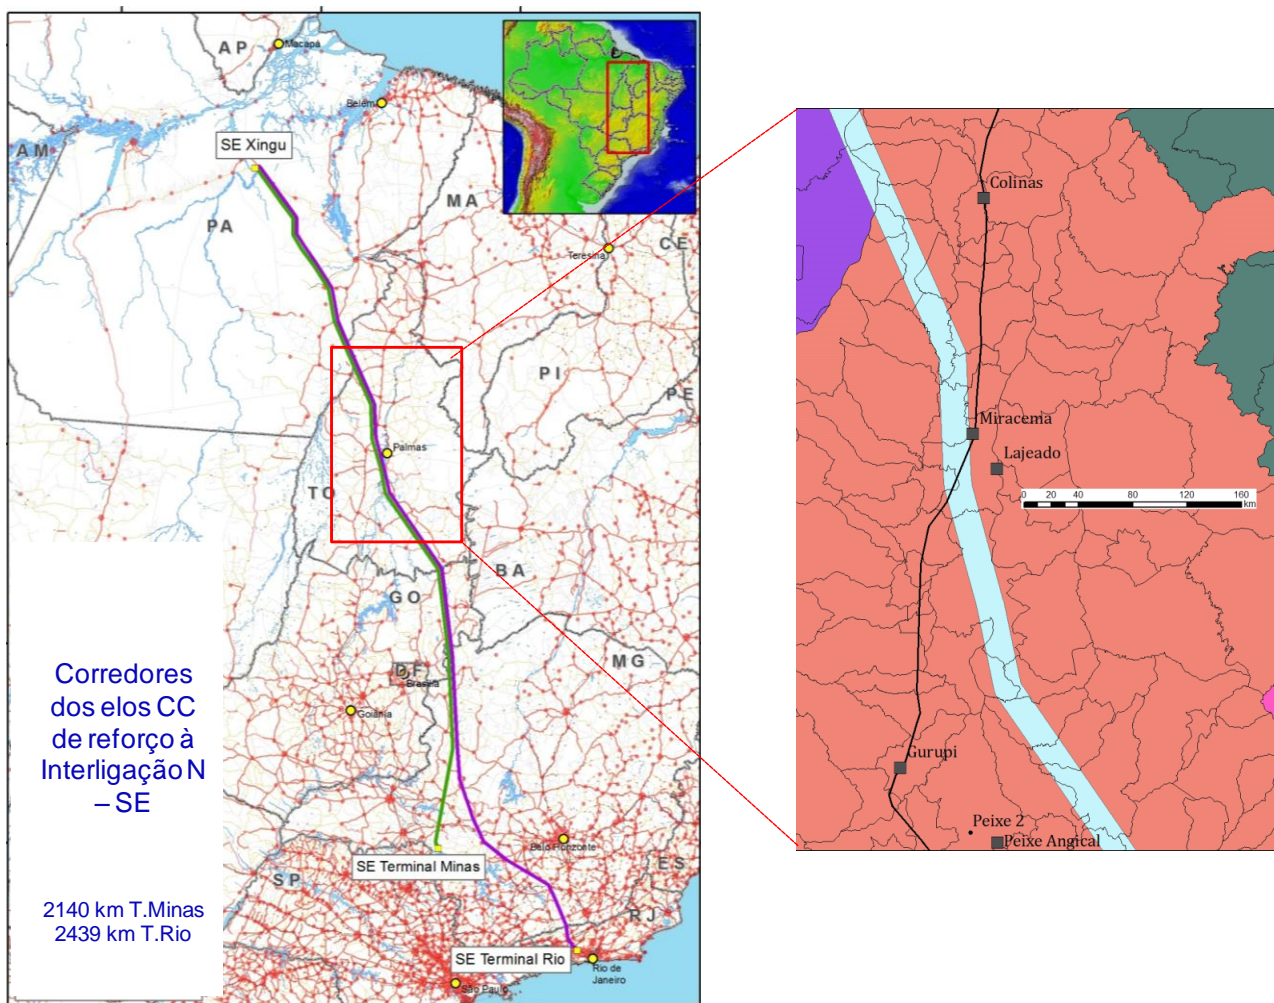 AP
Macapá
Belém
SE Xingu
AM
PA
MA
CE
Teresina
PI
PE
Palmas
TO
BA
GO
MG
DF
Brasília
Goiânia
Belo Horizonte
SE Terminal Minas
ES
SP
RJ
SE Terminal Rio
Rio de
Janeiro
São Paulo
Corredores
dos elos CC
de reforço à
Interligação N
– SE
2140 km T.Minas
2439 km T.Rio
Colinas
Miracema
Lajeado
0 20 40 80 120 160
km
Gurupi
Peixe 2
Peixe Angical